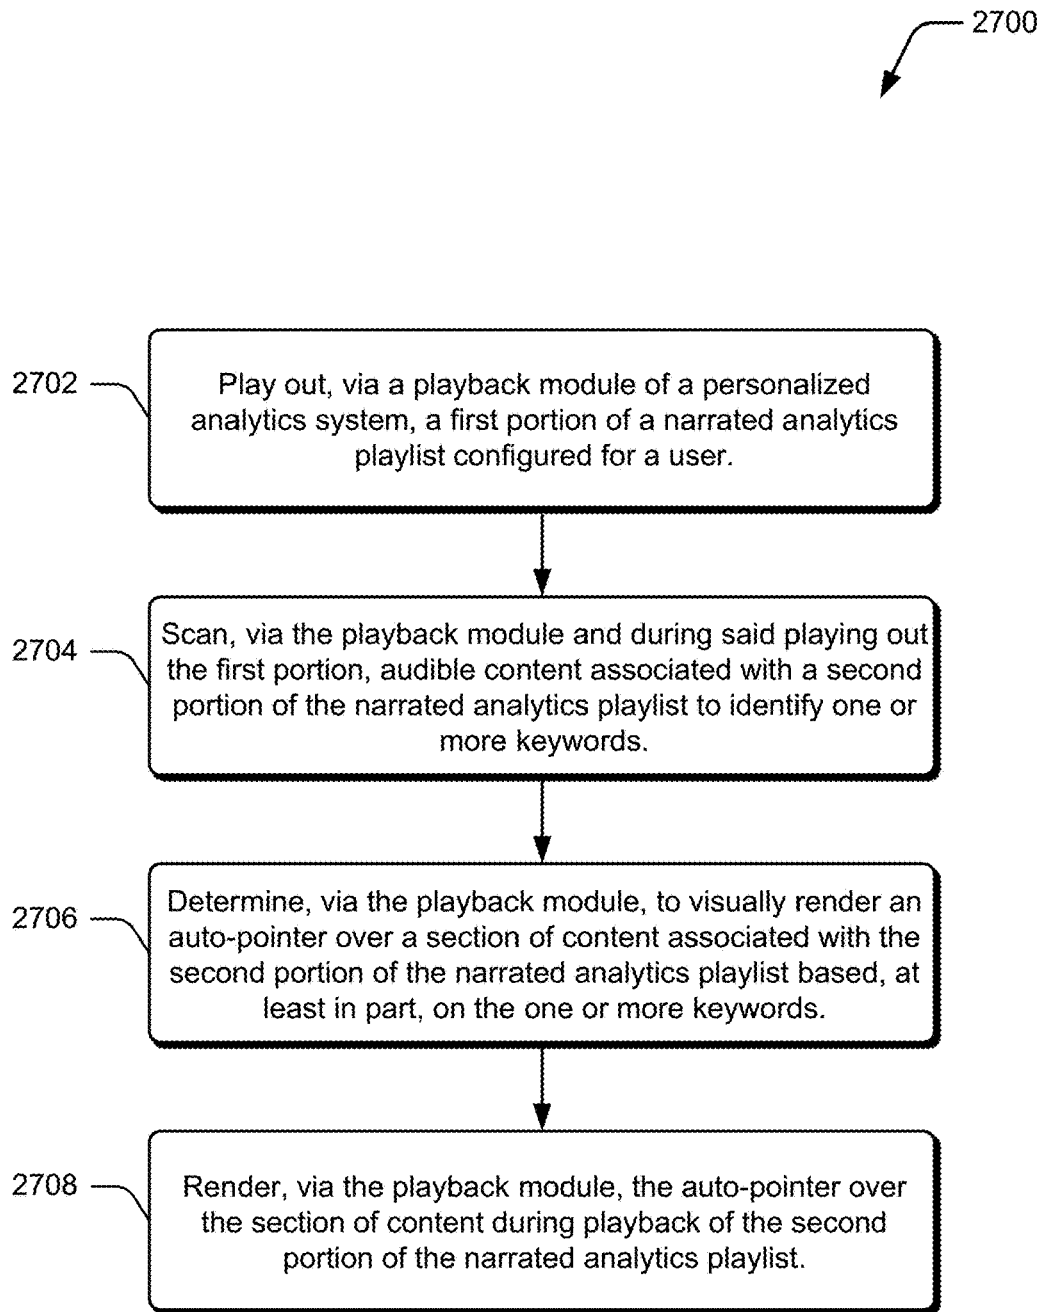 2700
2702
Play out, via a playback module of a personalized
analytics system, a first portion of a narrated analytics
playlist configured for a user.
2704
Scan, via the playback module and during said playing out
the first portion, audible content associated with a second
portion of the narrated analytics playlist to identify one or
more keywords.
2706
Determine, via the playback module, to visually render an
auto-pointer over a section of content associated with the
second portion of the narrated analytics playlist based, at
least in part, on the one or more keywords.
2708
Render, via the playback module, the auto-pointer over
the section of content during playback of the second
portion of the narrated analytics playlist.